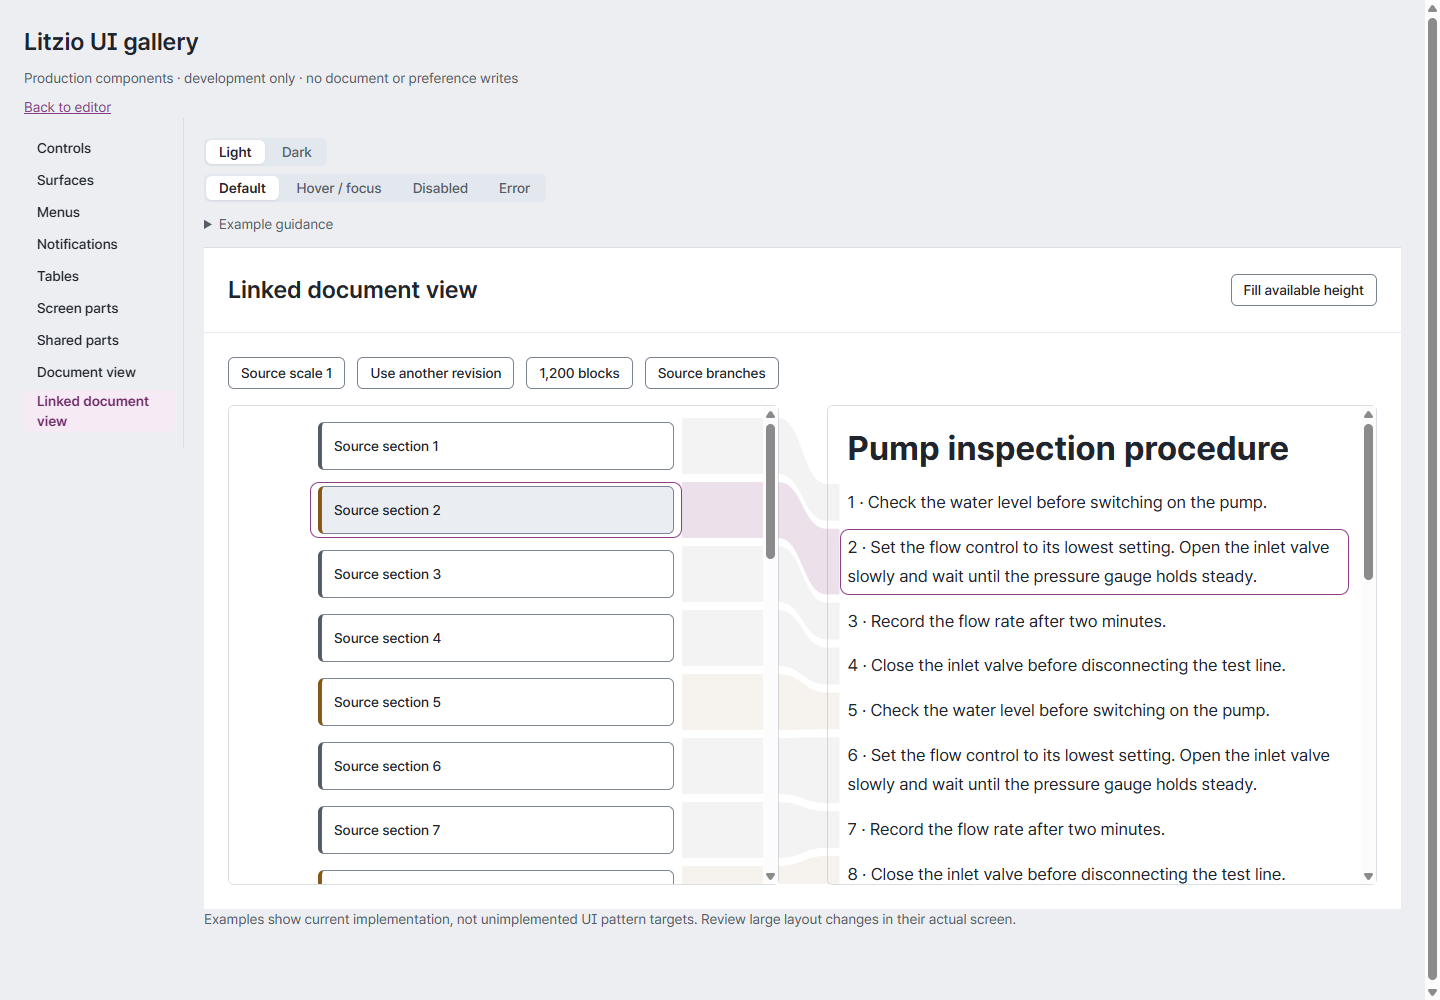 Litzio UI gallery
Production components · development only · no document or preference writes
Back to editor
Controls
Surfaces
Menus
Notifications
Tables
Screen parts
Shared parts
Document view
Linked document
view
Light Dark
Default Hover / focus Disabled Error
Example guidance
Linked document view
Fill available height
Source scale 1 Use another revision 1,200 blocks Source branches
Source section 1
Source section 2
Source section 3
Source section 4
Source section 5
Source section 6
Source section 7
Pump inspection procedure
1 · Check the water level before switching on the pump.
2 · Set the flow control to its lowest setting. Open the inlet valve
slowly and wait until the pressure gauge holds steady.
3 · Record the flow rate after two minutes.
4 · Close the inlet valve before disconnecting the test line.
5 · Check the water level before switching on the pump.
6 · Set the flow control to its lowest setting. Open the inlet valve
slowly and wait until the pressure gauge holds steady.
7 · Record the flow rate after two minutes.
8 · Close the inlet valve before disconnecting the test line.
Examples show current implementation, not unimplemented UI pattern targets. Review large layout changes in their actual screen.